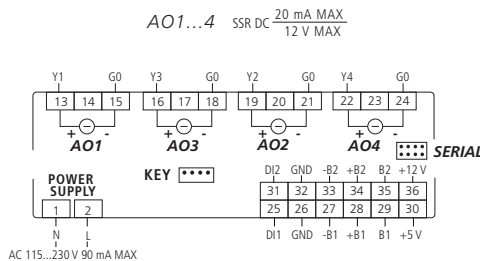 AO1...4 SSR DC 20 mA MAX
12 V MAX
Y1 G0 Y3 G0 Y2 G0 Y4 G0
13 14 15 16 17 18 19 20 21 22 23 24
+ - + - + - + -
AO1 AO3 AO2 AO4
SERIAL
KEY
DI2 GND -B2 +B2 B2 +12 V
POWER
SUPPLY
31 32 33 34 35 36
1 2 25 26 27 28 29 30
N L DI1 GND -B1 +B1 B1 +5 V
AC 115...230 V 90 mA MAX